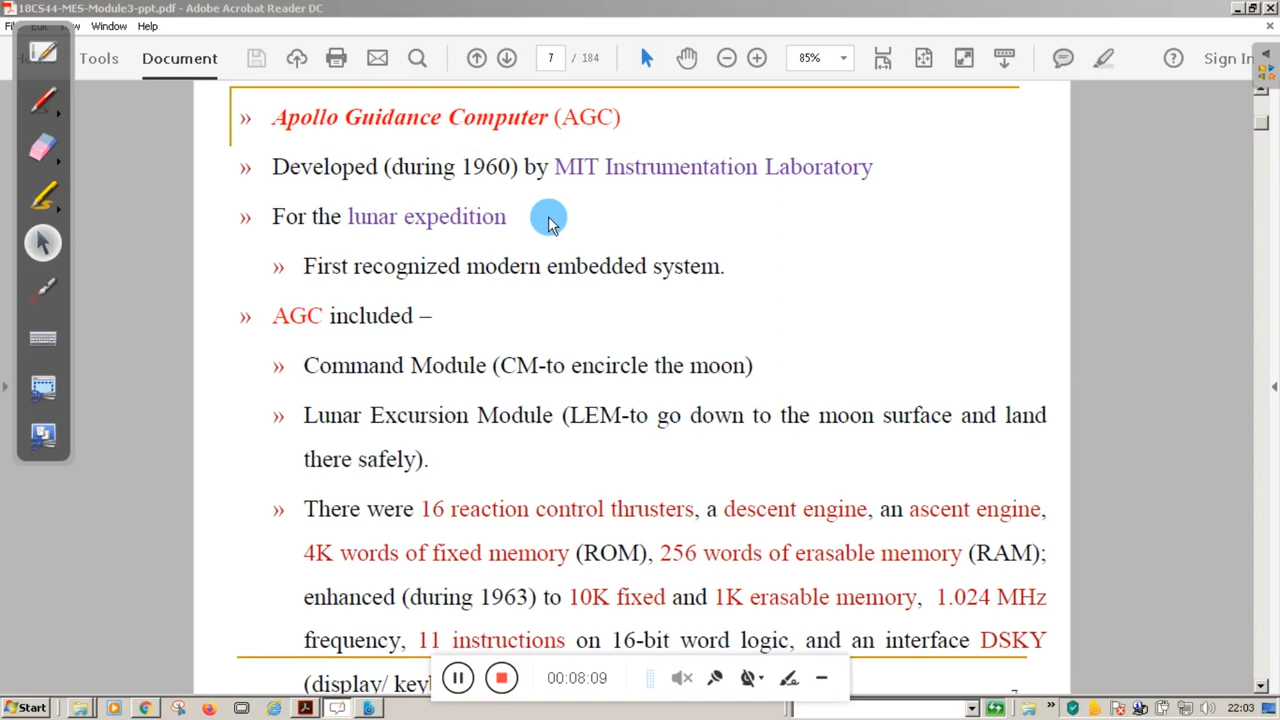 18CS44-MES-Module3-ppt.pdf - Adobe Acrobat Reader DC
Window Help
Tools Document 7 / 184 85% Sign In
» Apollo Guidance Computer (AGC)
» Developed (during 1960) by MIT Instrumentation Laboratory
» For the lunar expedition
» First recognized modern embedded system.
» AGC included –
» Command Module (CM-to encircle the moon)
» Lunar Excursion Module (LEM-to go down to the moon surface and land
there safely).
» There were 16 reaction control thrusters, a descent engine, an ascent engine,
4K words of fixed memory (ROM), 256 words of erasable memory (RAM);
enhanced (during 1963) to 10K fixed and 1K erasable memory, 1.024 MHz
frequency, 11 instructions on 16-bit word logic, and an interface DSKY
(display/
00:08:09
Start 22:03